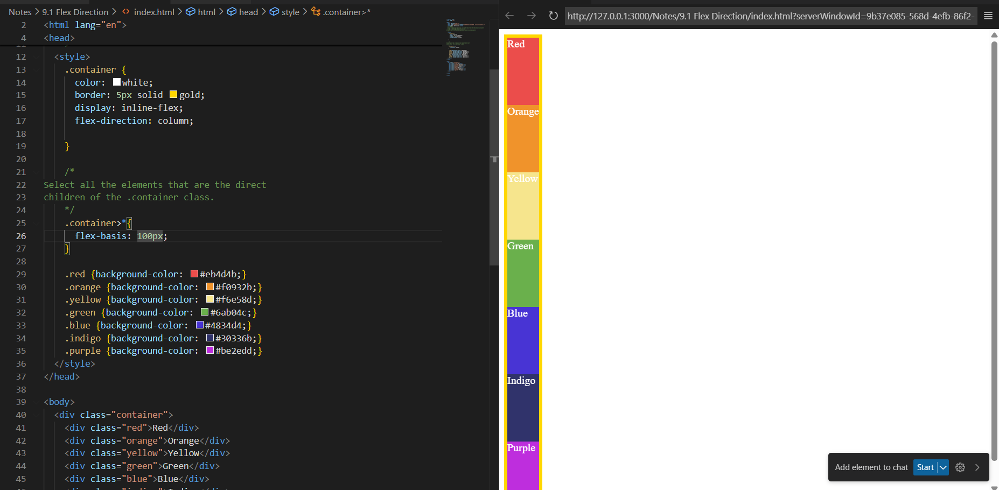 Notes > 9.1 Flex Direction > <> index.html > html > head > style > .container>*
2 <html lang="en">
4 <head>
12 <style>
13 .container {
14 color: white;
15 border: 5px solid gold;
16 display: inline-flex;
17 flex-direction: column;
18
19 }
20
21 /*
22 Select all the elements that are the direct
23 children of the .container class.
24 */
25 .container>*{
26 flex-basis: 100px;
27 }
28
29 .red {background-color: #eb4d4b;}
30 .orange {background-color: #f0932b;}
31 .yellow {background-color: #f6e58d;}
32 .green {background-color: #6ab04c;}
33 .blue {background-color: #4834d4;}
34 .indigo {background-color: #30336b;}
35 .purple {background-color: #be2edd;}
36 </style>
37 </head>
38
39 <body>
40 <div class="container">
41 <div class="red">Red</div>
42 <div class="orange">Orange</div>
43 <div class="yellow">Yellow</div>
44 <div class="green">Green</div>
45 <div class="blue">Blue</div>
http://127.0.0.1:3000/Notes/9.1 Flex Direction/index.html?serverWindowId=9b37e085-568d-4efb-86f2-
Red
Orange
Yellow
Green
Blue
Indigo
Purple
Add element to chat Start